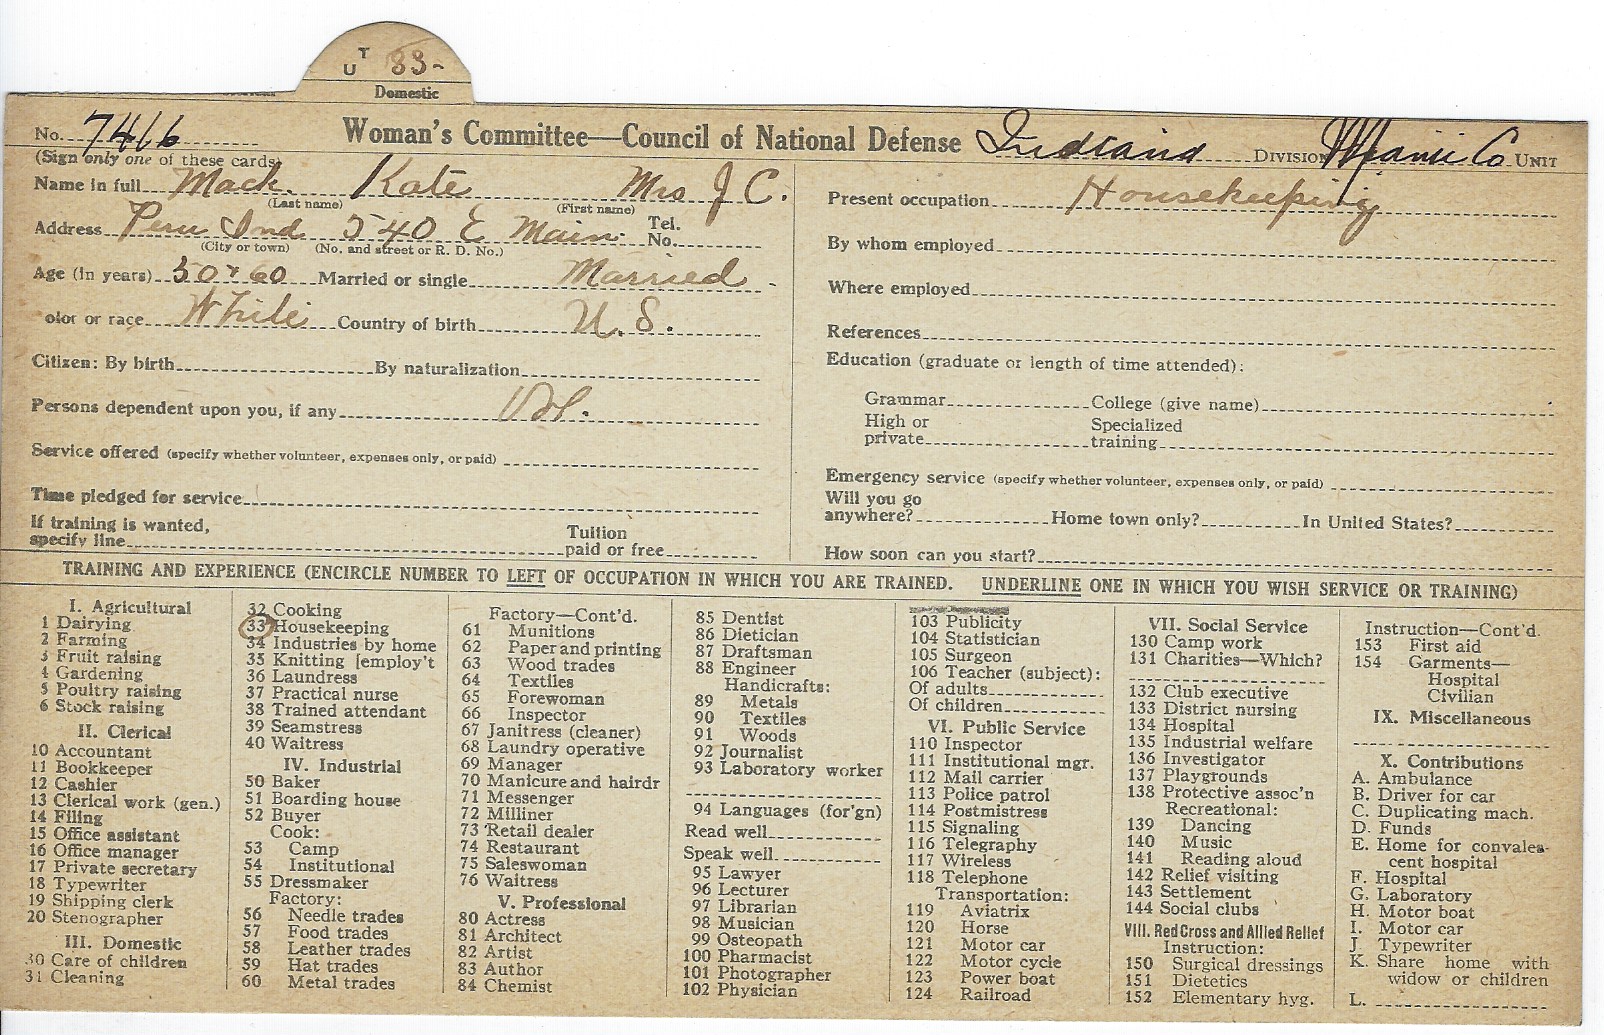 T
U 33-
Domestic
No. 7416 Woman's Committee—Council of National Defense Indiana DIVISION Miami Co UNIT
(Sign only one of these cards)
Name in full Mack. Kate Mrs J C.
(Last name) (First name)
Address Peru Ind 540 E Main. Tel. No.
(City or town) (No. and street or R. D. No.)
Age (in years) 50 & 60 Married or single Married
olor or race White Country of birth U. S.
Citizen: By birth By naturalization
Persons dependent upon you, if any
Service offered (specify whether volunteer, expenses only, or paid)
Time pledged for service
If training is wanted, specify line Tuition paid or free
Present occupation Housekeeping
By whom employed
Where employed
References
Education (graduate or length of time attended):
Grammar College (give name)
High or private Specialized training
Emergency service (specify whether volunteer, expenses only, or paid)
Will you go anywhere? Home town only? In United States?
How soon can you start?
TRAINING AND EXPERIENCE (ENCIRCLE NUMBER TO LEFT OF OCCUPATION IN WHICH YOU ARE TRAINED. UNDERLINE ONE IN WHICH YOU WISH SERVICE OR TRAINING)
I. Agricultural
1 Dairying
2 Farming
3 Fruit raising
4 Gardening
5 Poultry raising
6 Stock raising
II. Clerical
10 Accountant
11 Bookkeeper
12 Cashier
13 Clerical work (gen.)
14 Filing
15 Office assistant
16 Office manager
17 Private secretary
18 Typewriter
19 Shipping clerk
20 Stenographer
III. Domestic
30 Care of children
31 Cleaning
32 Cooking
33 Housekeeping
34 Industries by home
35 Knitting [employ't
36 Laundress
37 Practical nurse
38 Trained attendant
39 Seamstress
40 Waitress
IV. Industrial
50 Baker
51 Boarding house
52 Buyer
Cook:
53 Camp
54 Institutional
55 Dressmaker
Factory:
56 Needle trades
57 Food trades
58 Leather trades
59 Hat trades
60 Metal trades
Factory—Cont'd.
61 Munitions
62 Paper and printing
63 Wood trades
64 Textiles
65 Forewoman
66 Inspector
67 Janitress (cleaner)
68 Laundry operative
69 Manager
70 Manicure and hairdr
71 Messenger
72 Milliner
73 Retail dealer
74 Restaurant
75 Saleswoman
76 Waitress
V. Professional
80 Actress
81 Architect
82 Artist
83 Author
84 Chemist
85 Dentist
86 Dietician
87 Draftsman
88 Engineer
Handicrafts:
89 Metals
90 Textiles
91 Woods
92 Journalist
93 Laboratory worker
94 Languages (for'gn)
Read well
Speak well
95 Lawyer
96 Lecturer
97 Librarian
98 Musician
99 Osteopath
100 Pharmacist
101 Photographer
102 Physician
103 Publicity
104 Statistician
105 Surgeon
106 Teacher (subject):
Of adults
Of children
VI. Public Service
110 Inspector
111 Institutional mgr.
112 Mail carrier
113 Police patrol
114 Postmistress
115 Signaling
116 Telegraphy
117 Wireless
118 Telephone
Transportation:
119 Aviatrix
120 Horse
121 Motor car
122 Motor cycle
123 Power boat
124 Railroad
VII. Social Service
130 Camp work
131 Charities—Which?
132 Club executive
133 District nursing
134 Hospital
135 Industrial welfare
136 Investigator
137 Playgrounds
138 Protective assoc'n
Recreational:
139 Dancing
140 Music
141 Reading aloud
142 Relief visiting
143 Settlement
144 Social clubs
VIII. Red Cross and Allied Relief
Instruction:
150 Surgical dressings
151 Dietetics
152 Elementary hyg.
Instruction—Cont'd.
153 First aid
154 Garments—
Hospital
Civilian
IX. Miscellaneous
X. Contributions
A. Ambulance
B. Driver for car
C. Duplicating mach.
D. Funds
E. Home for convales-
cent hospital
F. Hospital
G. Laboratory
H. Motor boat
I. Motor car
J. Typewriter
K. Share home with
widow or children
L.